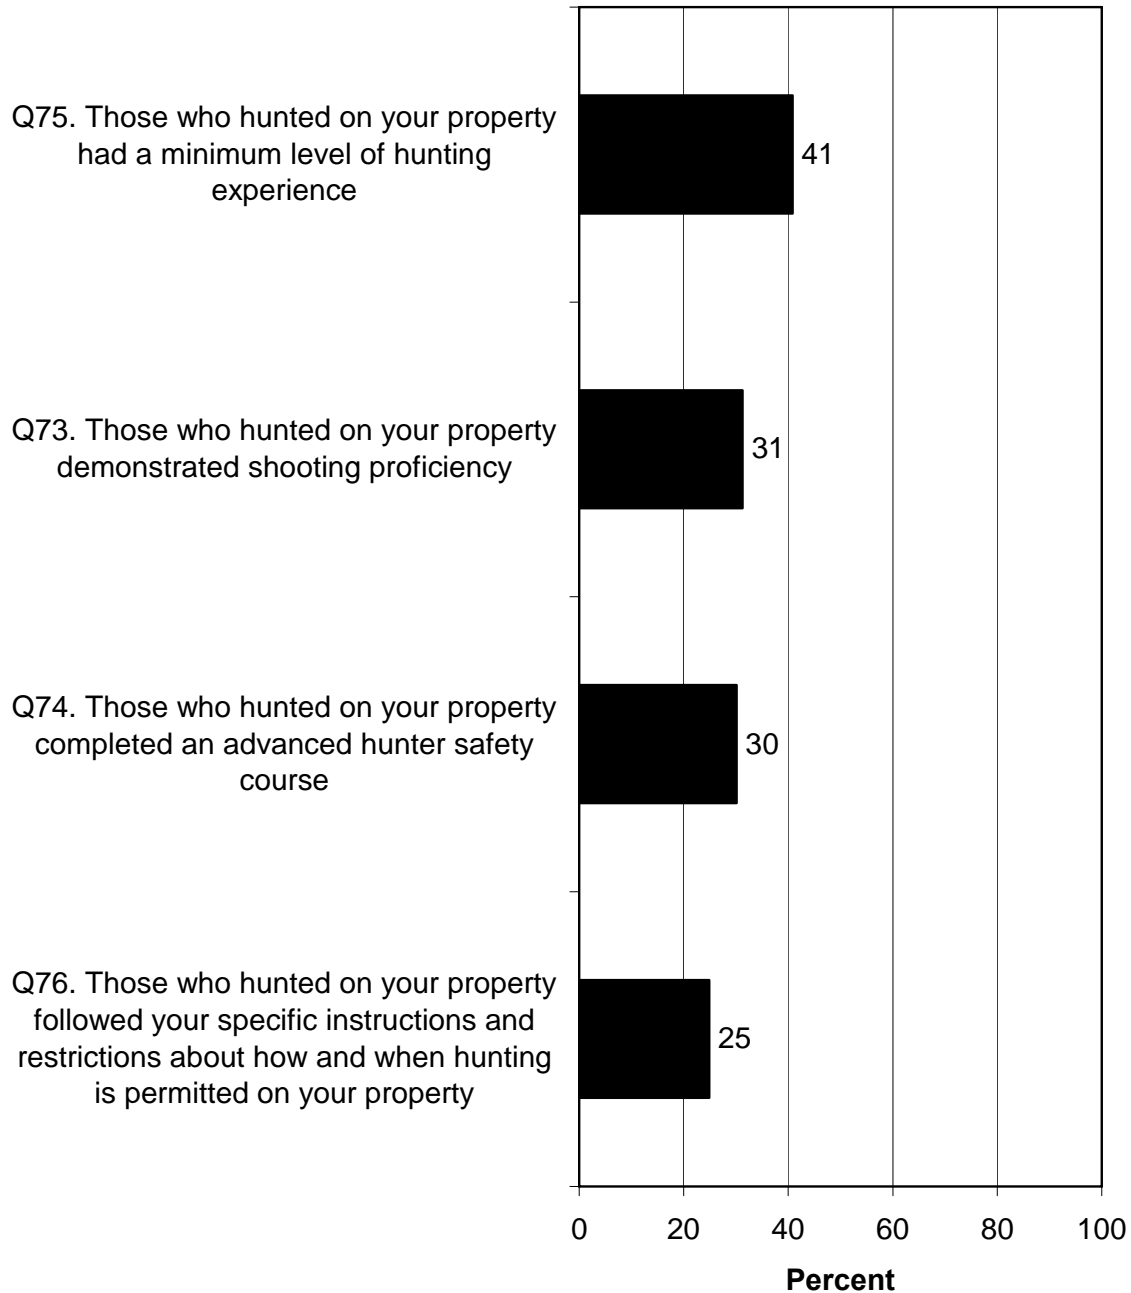 Q75. Those who hunted on your property
had a minimum level of hunting
experience
41
Q73. Those who hunted on your property
demonstrated shooting proficiency
31
Q74. Those who hunted on your property
completed an advanced hunter safety
course
30
Q76. Those who hunted on your property
followed your specific instructions and
restrictions about how and when hunting
is permitted on your property
25
0 20 40 60 80 100
Percent